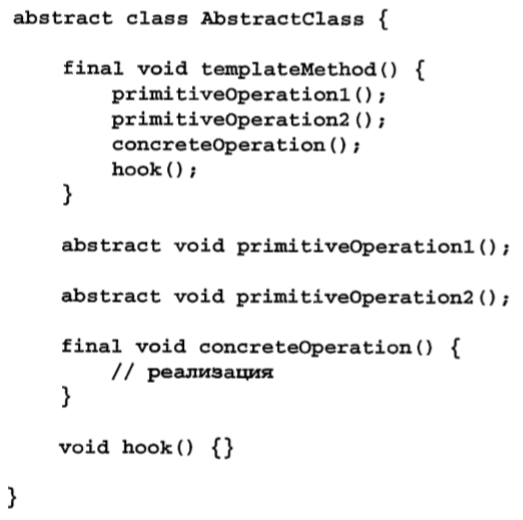 abstract class AbstractClass {
final void templateMethod() {
primitiveOperation1();
primitiveOperation2();
concreteOperation();
hook();
}
abstract void primitiveOperation1();
abstract void primitiveOperation2();
final void concreteOperation() {
// реализация
}
void hook() {}
}